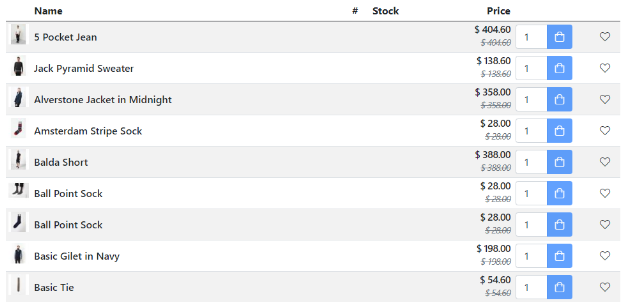 Name # Stock Price
5 Pocket Jean $ 404.60 1
$ 404.60
Jack Pyramid Sweater $ 138.60 1
$ 138.60
Alverstone Jacket in Midnight $ 358.00 1
$ 358.00
Amsterdam Stripe Sock $ 28.00 1
$ 28.00
Balda Short $ 388.00 1
$ 388.00
Ball Point Sock $ 28.00 1
$ 28.00
Ball Point Sock $ 28.00 1
$ 28.00
Basic Gilet in Navy $ 198.00 1
$ 198.00
Basic Tie $ 54.60 1
$ 54.60